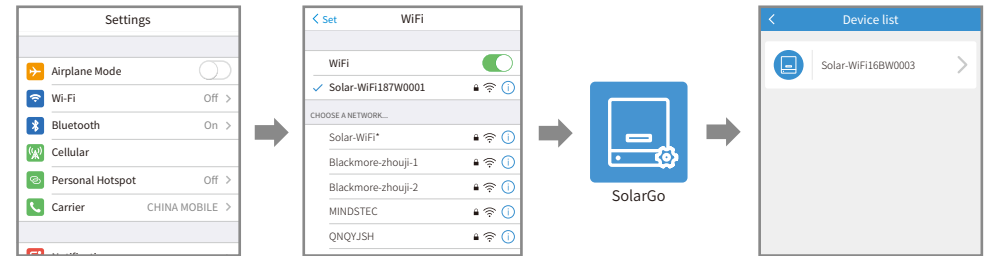 Settings
Airplane Mode
Wi-Fi Off
Bluetooth On
Cellular
Personal Hotspot Off
Carrier CHINA MOBILE
Set WiFi
WiFi
Solar-WiFi187W0001
CHOOSE A NETWORK...
Solar-WiFi*
Blackmore-zhouji-1
Blackmore-zhouji-2
MINDSTEC
QNQYJSH
SolarGo
Device list
Solar-WiFi16BW0003